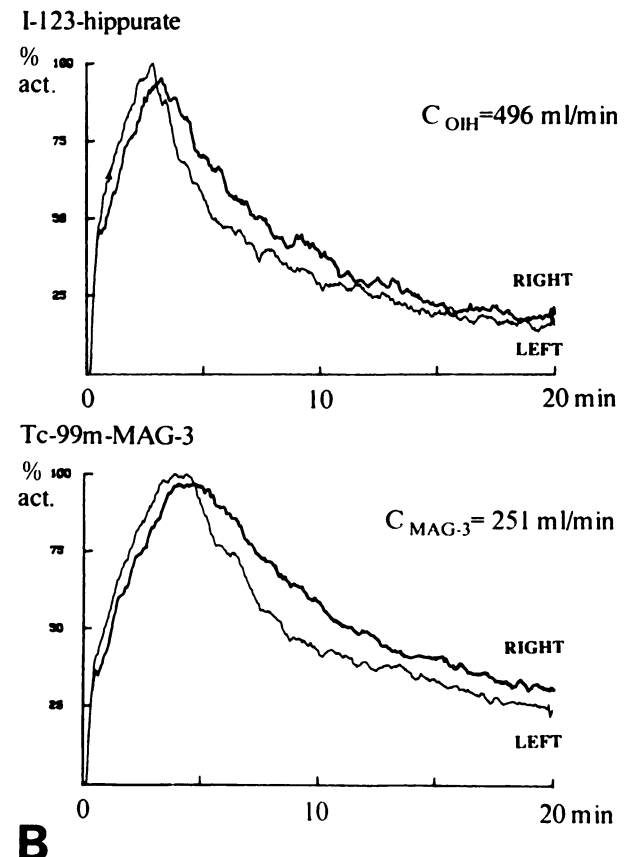 I-123-hippurate
%
act.
100
75
50
25
C OIH=496 ml/min
RIGHT
LEFT
0 10 20 min
Tc-99m-MAG-3
%
act.
100
75
50
25
C MAG-3= 251 ml/min
RIGHT
LEFT
0 10 20 min
B